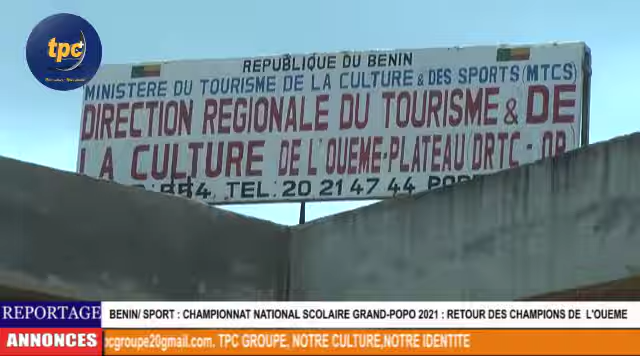 tpc
REPUBLIQUE DU BENIN
MINISTERE DU TOURISME DE LA CULTURE & DES SPORTS (MTCS)
DIRECTION REGIONALE DU TOURISME & DE
LA CULTURE DE L'OUEME-PLATEAU DRTC-OP
TEL. 20 21 47 44
REPORTAGE
BENIN/ SPORT : CHAMPIONNAT NATIONAL SCOLAIRE GRAND-POPO 2021 : RETOUR DES CHAMPIONS DE L'OUEME
ANNONCES
cgroupe20gmail.com. TPC GROUPE, NOTRE CULTURE,NOTRE IDENTITE